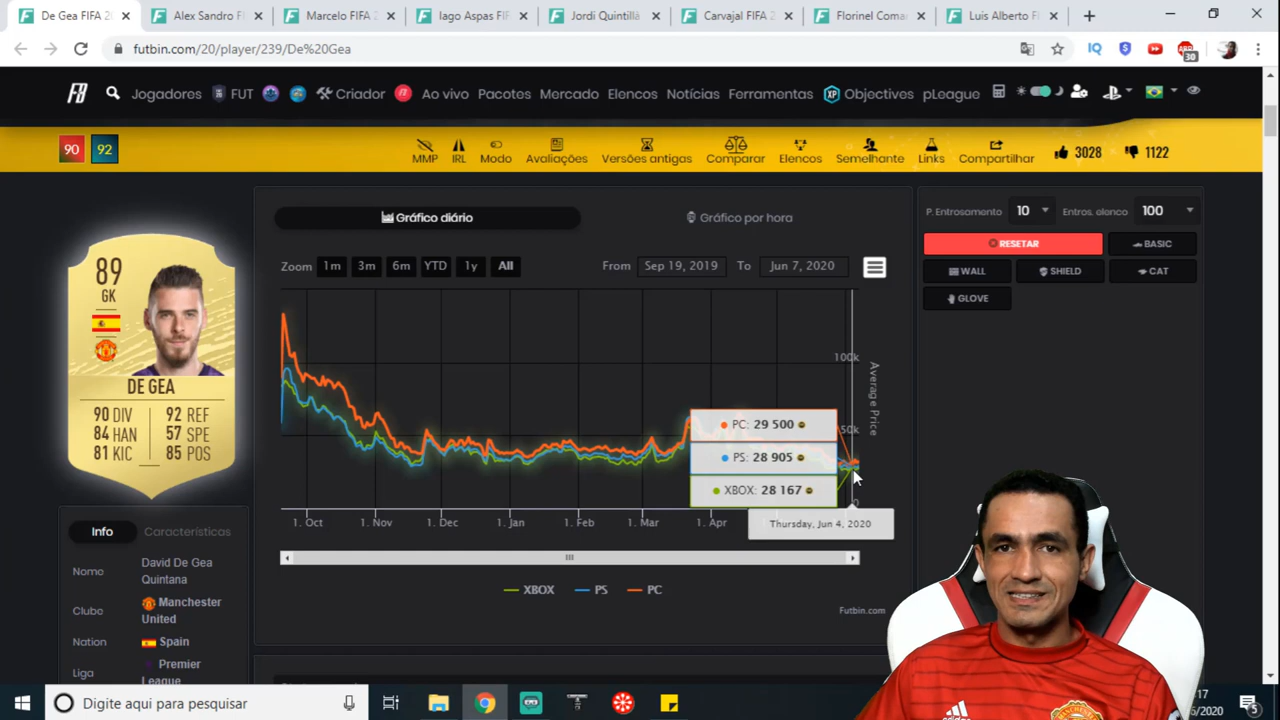 De Gea FIFA 20
Alex Sandro FI
Marcelo FIFA 2
Iago Aspas FIF
Jordi Quintillà
Carvajal FIFA 2
Florinel Coma
Luis Alberto FI
futbin.com/20/player/239/De%20Gea
30
Jogadores FUT Criador Ao vivo Pacotes Mercado Elencos Notícias Ferramentas XP Objectives pLeague
90 92
MMP IRL Modo Avaliações Versões antigas Comparar Elencos Semelhante Links Compartilhar 3028 1122
Gráfico diário
Gráfico por hora
P. Entrosamento 10 Entros. elenco 100
RESETAR BASIC
WALL SHIELD CAT
GLOVE
Zoom 1m 3m 6m YTD 1y All From Sep 19, 2019 To Jun 7, 2020
89
GK
DE GEA
90 DIV 92 REF
84 HAN 57 SPE
81 KIC 85 POS
100k
50k
0
Average Price
PC: 29 500
PS: 28 905
XBOX: 28 167
1. Oct 1. Nov 1. Dec 1. Jan 1. Feb 1. Mar 1. Apr
Thursday, Jun 4, 2020
XBOX PS PC
Futbin.com
Info Características
Nome David De Gea
Quintana
Clube Manchester
United
Nation Spain
Liga Premier
League
Digite aqui para pesquisar
5